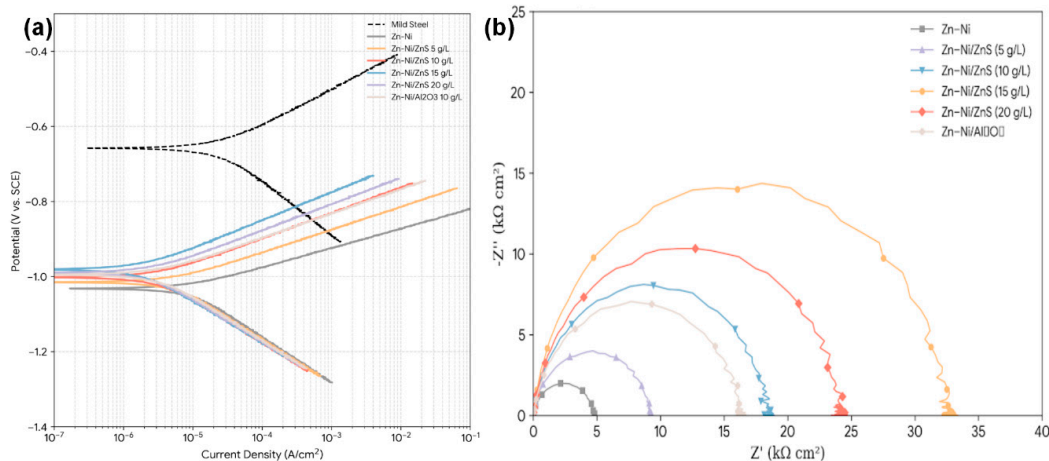 (a)
Mild Steel
Zn-Ni
Zn-Ni/ZnS 5 g/L
Zn-Ni/ZnS 10 g/L
Zn-Ni/ZnS 15 g/L
Zn-Ni/ZnS 20 g/L
Zn-Ni/Al2O3 10 g/L
−0.4
−0.6
−0.8
−1.0
−1.2
−1.4
Potential (V vs. SCE)
10⁻⁷ 10⁻⁶ 10⁻⁵ 10⁻⁴ 10⁻³ 10⁻² 10⁻¹
Current Density (A/cm²)
(b)
Zn−Ni
Zn−Ni/ZnS (5 g/L)
Zn−Ni/ZnS (10 g/L)
Zn−Ni/ZnS (15 g/L)
Zn−Ni/ZnS (20 g/L)
Zn−Ni/Al▯O▯
25
20
15
10
5
0
-Z'' (kΩ cm²)
0 5 10 15 20 25 30 35 40
Z' (kΩ cm²)